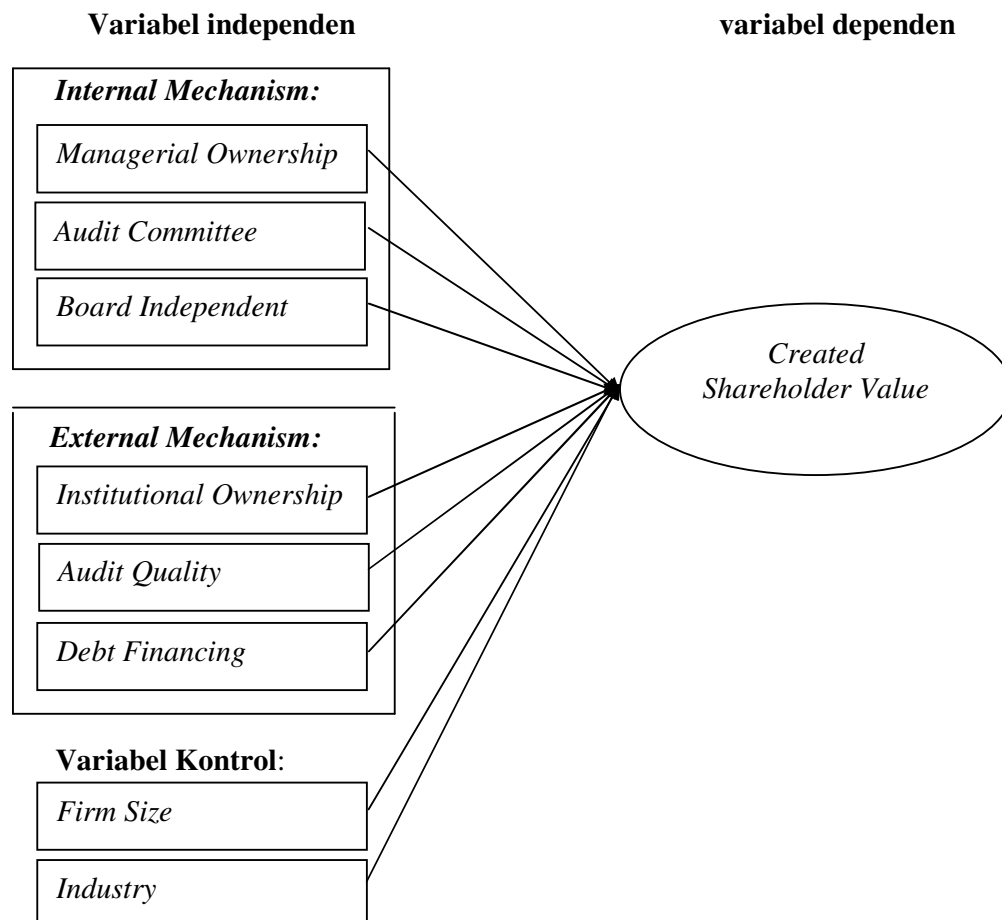 Variabel independen
variabel dependen
Internal Mechanism:
Managerial Ownership
Audit Committee
Board Independent
Created
Shareholder Value
External Mechanism:
Institutional Ownership
Audit Quality
Debt Financing
Variabel Kontrol:
Firm Size
Industry